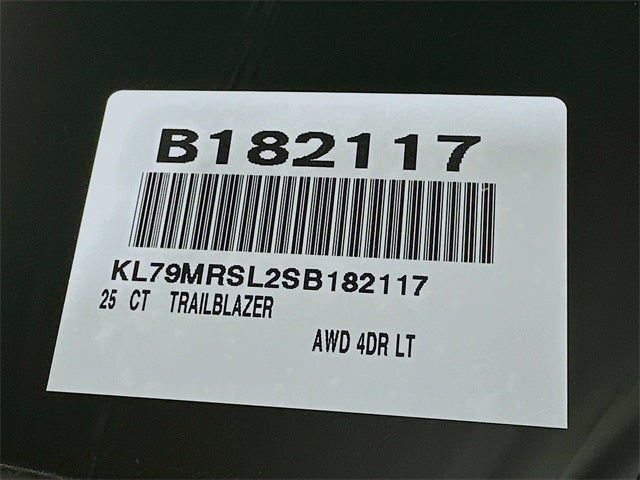 B182117
KL79MRSL2SB182117
25 CT TRAILBLAZER
AWD 4DR LT